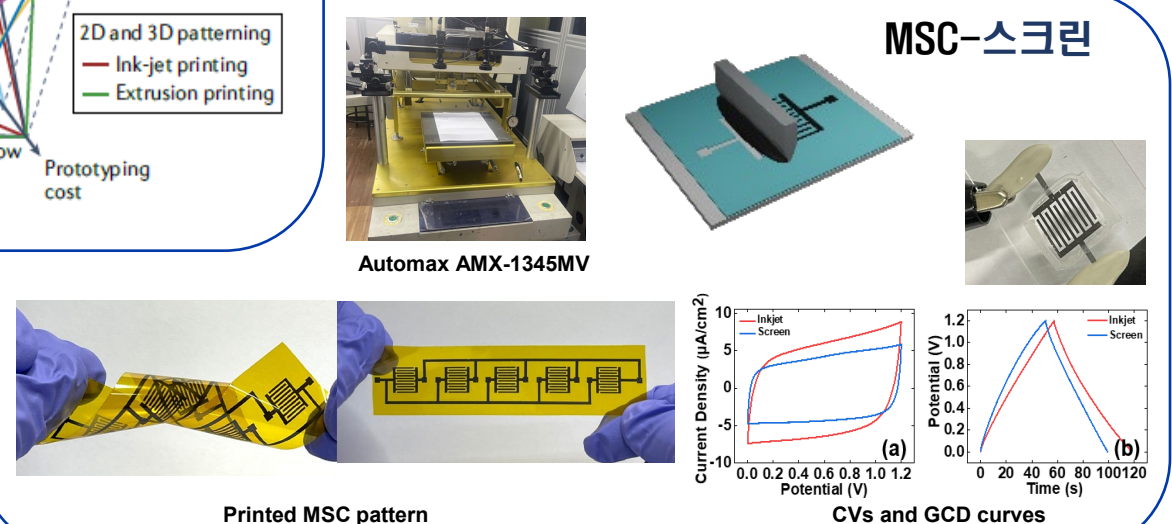 2D and 3D patterning
Ink-jet printing
Extrusion printing
Prototyping
cost
MSC-스크린
Automax AMX-1345MV
Printed MSC pattern
Current Density (µA/cm²)
10
5
0
-5
-10
Inkjet
Screen
(a)
0.0 0.2 0.4 0.6 0.8 1.0 1.2
Potential (V)
Potential (V)
1.2
1.0
0.8
0.6
0.4
0.2
0.0
Inkjet
Screen
(b)
0 20 40 60 80 100 120
Time (s)
CVs and GCD curves